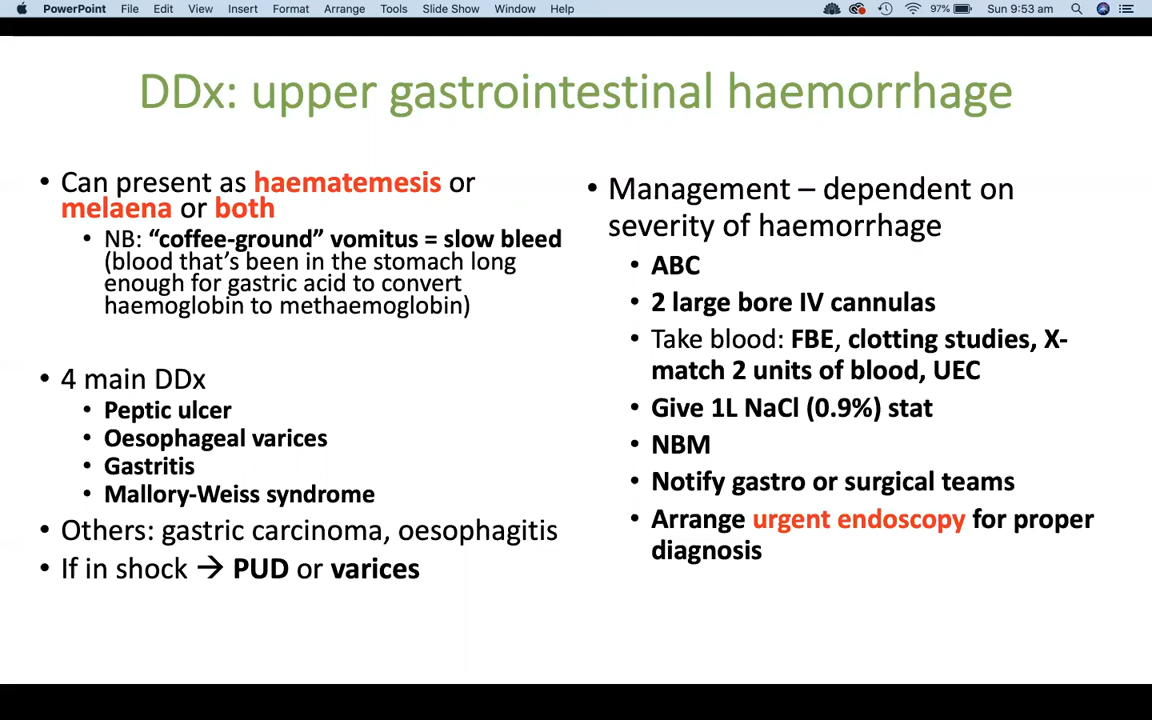 PowerPoint File Edit View Insert Format Arrange Tools Slide Show Window Help 97% Sun 9:53 am
DDx: upper gastrointestinal haemorrhage
• Can present as haematemesis or
melaena or both
• NB: “coffee-ground” vomitus = slow bleed
(blood that’s been in the stomach long
enough for gastric acid to convert
haemoglobin to methaemoglobin)
• 4 main DDx
• Peptic ulcer
• Oesophageal varices
• Gastritis
• Mallory-Weiss syndrome
• Others: gastric carcinoma, oesophagitis
• If in shock → PUD or varices
• Management – dependent on
severity of haemorrhage
• ABC
• 2 large bore IV cannulas
• Take blood: FBE, clotting studies, X-
match 2 units of blood, UEC
• Give 1L NaCl (0.9%) stat
• NBM
• Notify gastro or surgical teams
• Arrange urgent endoscopy for proper
diagnosis